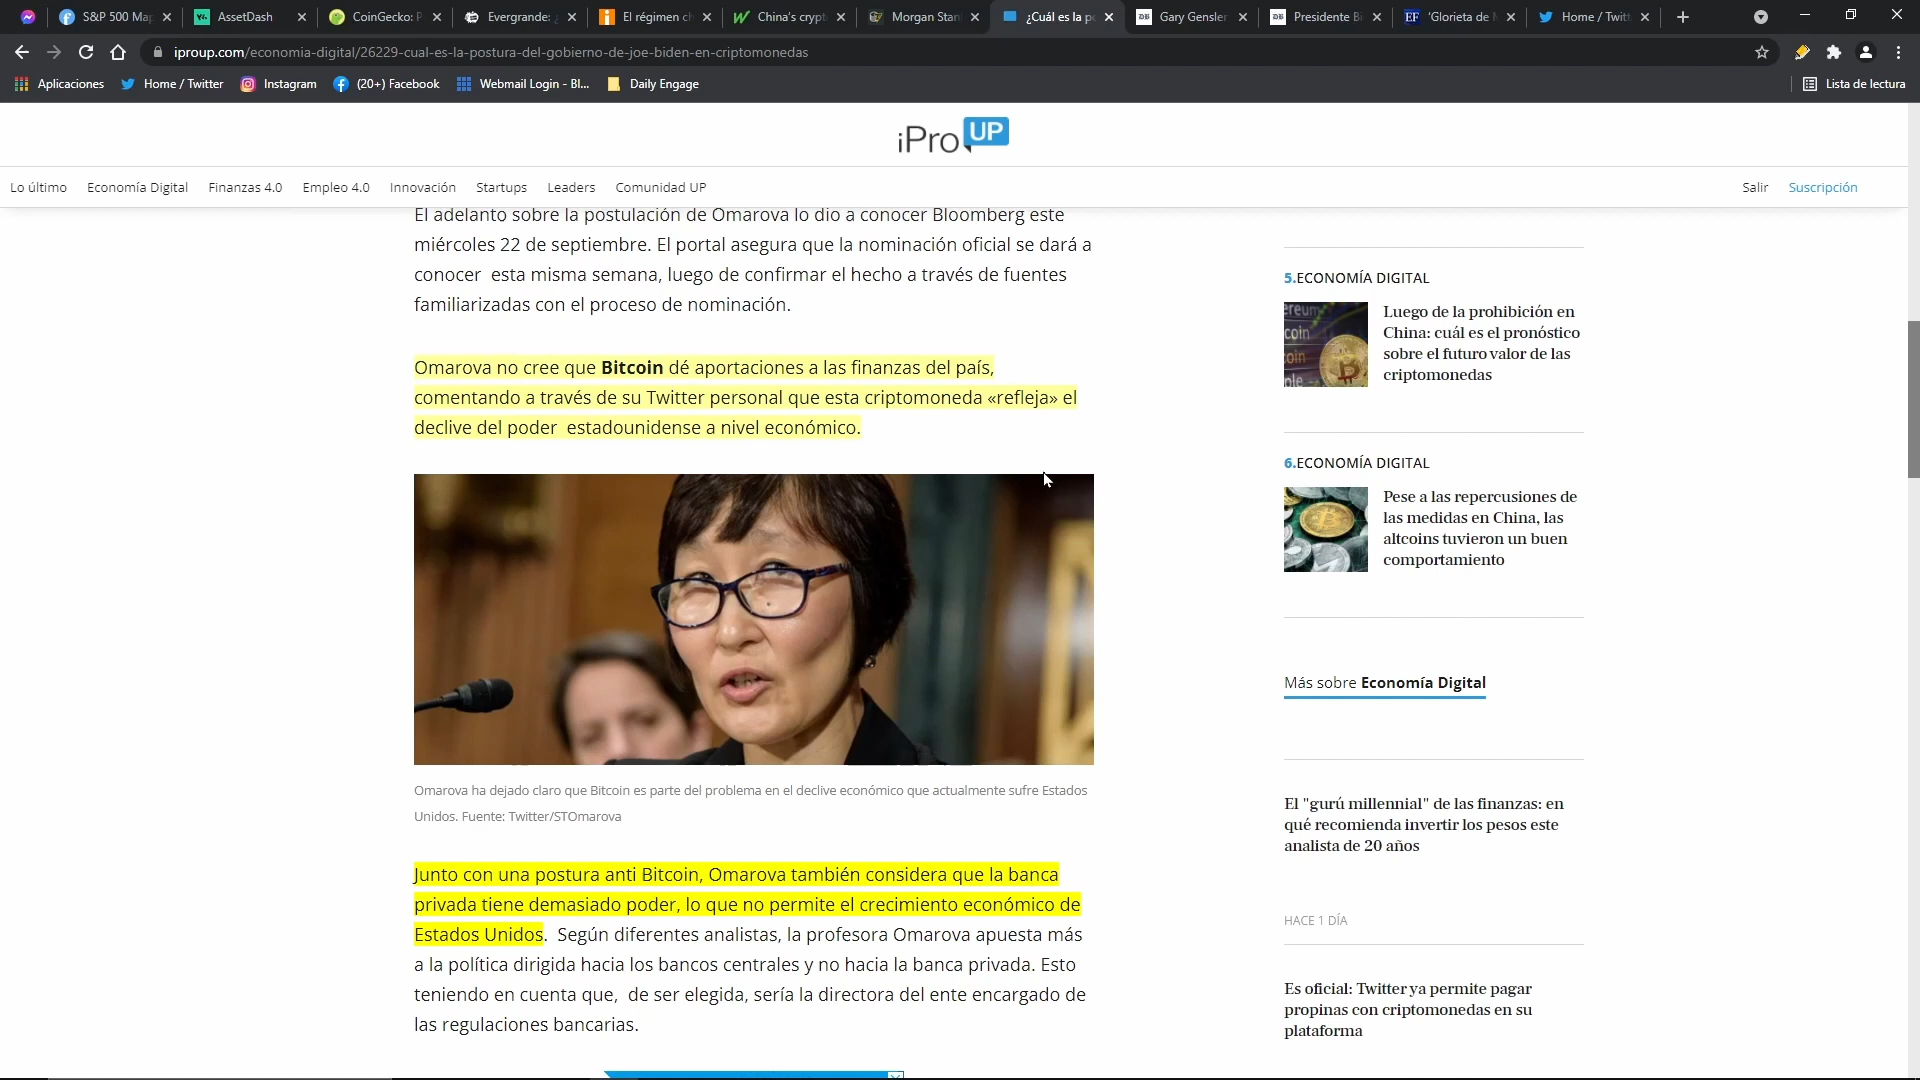 S&P 500 Map
AssetDash
CoinGecko: P
Evergrande: ¿
El régimen ch
China's crypt
Morgan Stan
¿Cuál es la po
Gary Gensler
Presidente Bi
'Glorieta de M
Home / Twitt
iproup.com/economia-digital/26229-cual-es-la-postura-del-gobierno-de-joe-biden-en-criptomonedas
Aplicaciones
Home / Twitter
Instagram
(20+) Facebook
Webmail Login - Bl...
Daily Engage
Lista de lectura
iPro UP
Lo último
Economía Digital
Finanzas 4.0
Empleo 4.0
Innovación
Startups
Leaders
Comunidad UP
Salir
Suscripción
El adelanto sobre la postulación de Omarova lo dio a conocer Bloomberg este
miércoles 22 de septiembre. El portal asegura que la nominación oficial se dará a
conocer esta misma semana, luego de confirmar el hecho a través de fuentes
familiarizadas con el proceso de nominación.
Omarova no cree que Bitcoin dé aportaciones a las finanzas del país,
comentando a través de su Twitter personal que esta criptomoneda «refleja» el
declive del poder estadounidense a nivel económico.
Omarova ha dejado claro que Bitcoin es parte del problema en el declive económico que actualmente sufre Estados
Unidos. Fuente: Twitter/STOmarova
Junto con una postura anti Bitcoin, Omarova también considera que la banca
privada tiene demasiado poder, lo que no permite el crecimiento económico de
Estados Unidos. Según diferentes analistas, la profesora Omarova apuesta más
a la política dirigida hacia los bancos centrales y no hacia la banca privada. Esto
teniendo en cuenta que, de ser elegida, sería la directora del ente encargado de
las regulaciones bancarias.
5.ECONOMÍA DIGITAL
Luego de la prohibición en
China: cuál es el pronóstico
sobre el futuro valor de las
criptomonedas
6.ECONOMÍA DIGITAL
Pese a las repercusiones de
las medidas en China, las
altcoins tuvieron un buen
comportamiento
Más sobre Economía Digital
El "gurú millennial" de las finanzas: en
qué recomienda invertir los pesos este
analista de 20 años
HACE 1 DÍA
Es oficial: Twitter ya permite pagar
propinas con criptomonedas en su
plataforma